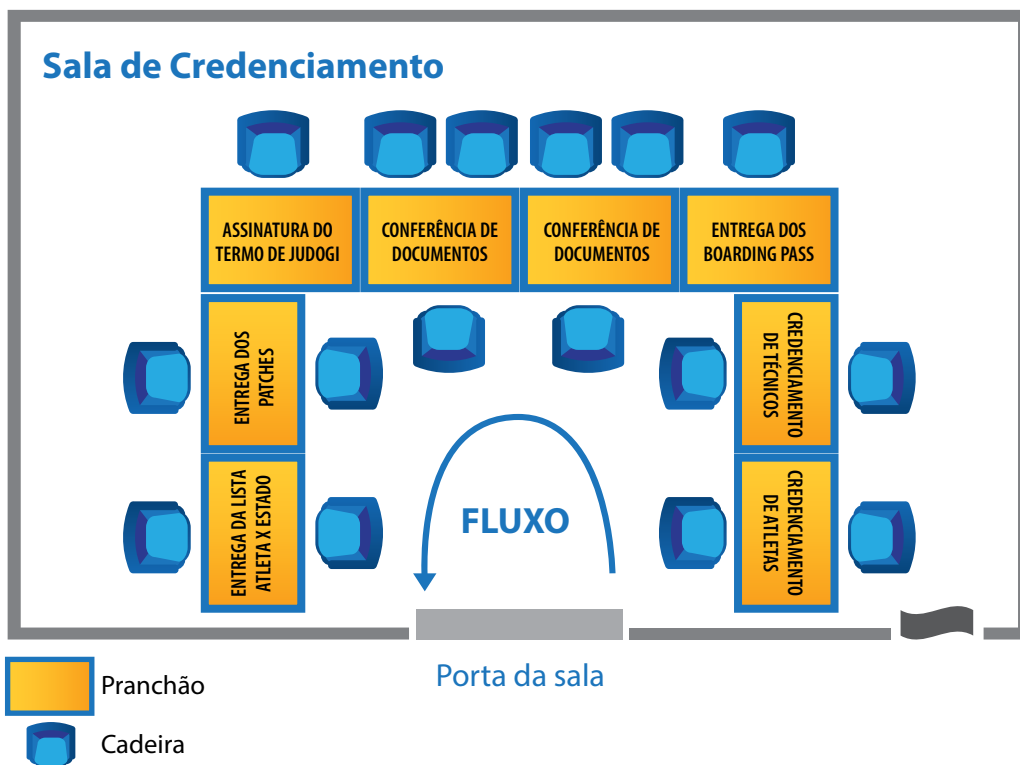 Sala de Credenciamento
ASSINATURA DO
TERMO DE JUDOGI
CONFERÊNCIA DE
DOCUMENTOS
CONFERÊNCIA DE
DOCUMENTOS
ENTREGA DOS
BOARDING PASS
ENTREGA DOS
PATCHES
CREDENCIAMENTO
DE TÉCNICOS
ENTREGA DA LISTA
ATLETA X ESTADO
FLUXO
CREDENCIAMENTO
DE ATLETAS
Porta da sala
Pranchão
Cadeira